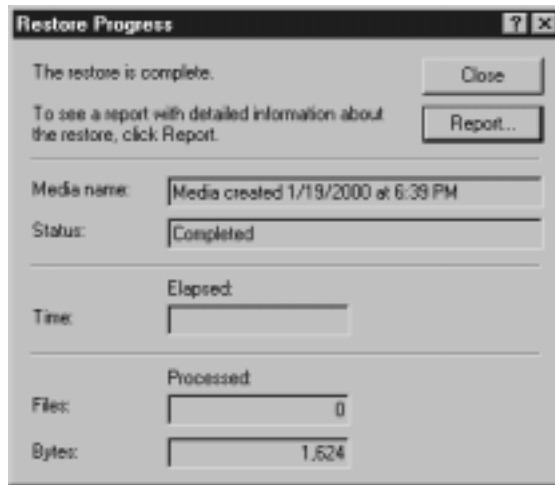 Restore Progress
The restore is complete.
Close
To see a report with detailed information about
the restore, click Report.
Report...
Media name: Media created 1/19/2000 at 6:39 PM
Status: Completed
Elapsed:
Time:
Processed:
Files: 0
Bytes: 1,624